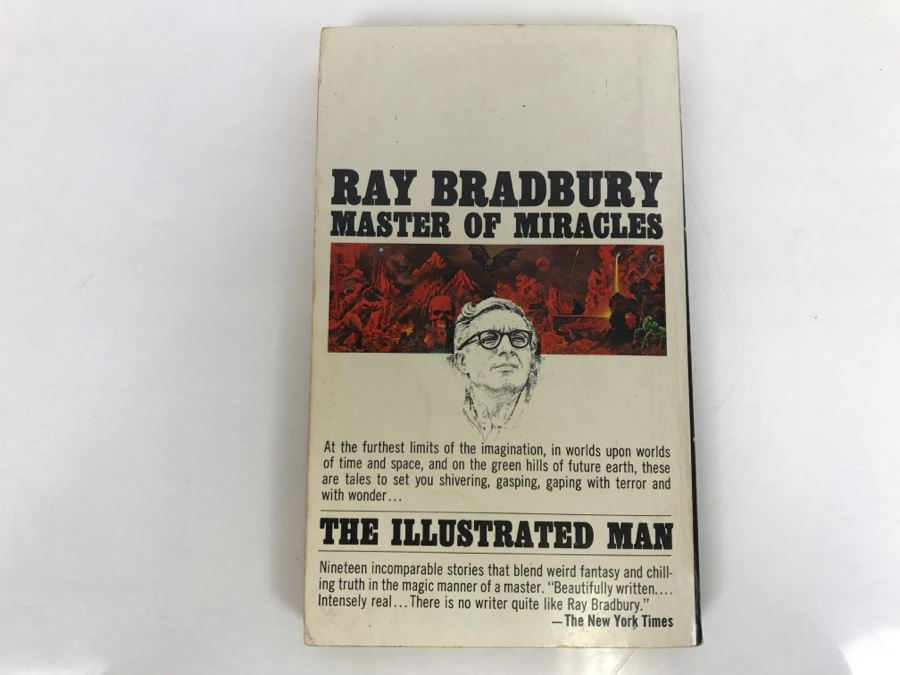 RAY BRADBURY
MASTER OF MIRACLES
At the furthest limits of the imagination, in worlds upon worlds
of time and space, and on the green hills of future earth, these
are tales to set you shivering, gasping, gaping with terror and
with wonder...
THE ILLUSTRATED MAN
Nineteen incomparable stories that blend weird fantasy and chill-
ing truth in the magic manner of a master. “Beautifully written....
Intensely real...There is no writer quite like Ray Bradbury.”
—The New York Times